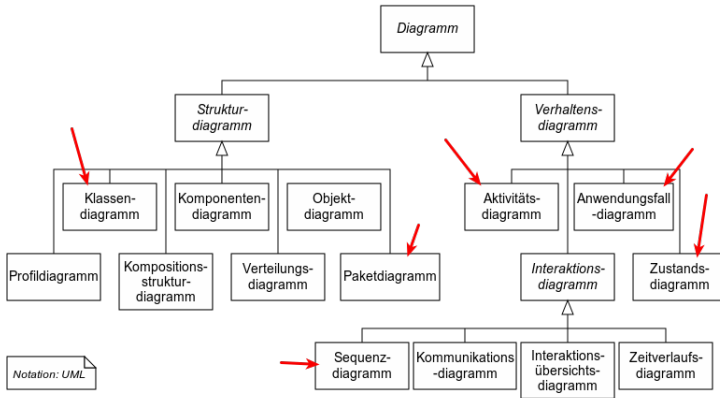 Diagramm
Struktur-
diagramm
Verhaltens-
diagramm
Klassen-
diagramm
Komponenten-
diagramm
Objekt-
diagramm
Aktivitäts-
diagramm
Anwendungsfall
-diagramm
Profildiagramm
Kompositions-
struktur-
diagramm
Verteilungs-
diagramm
Paketdiagramm
Interaktions-
diagramm
Zustands-
diagramm
Sequenz-
diagramm
Kommunikations
-diagramm
Interaktions-
übersichts-
diagramm
Zeitverlaufs-
diagramm
Notation: UML